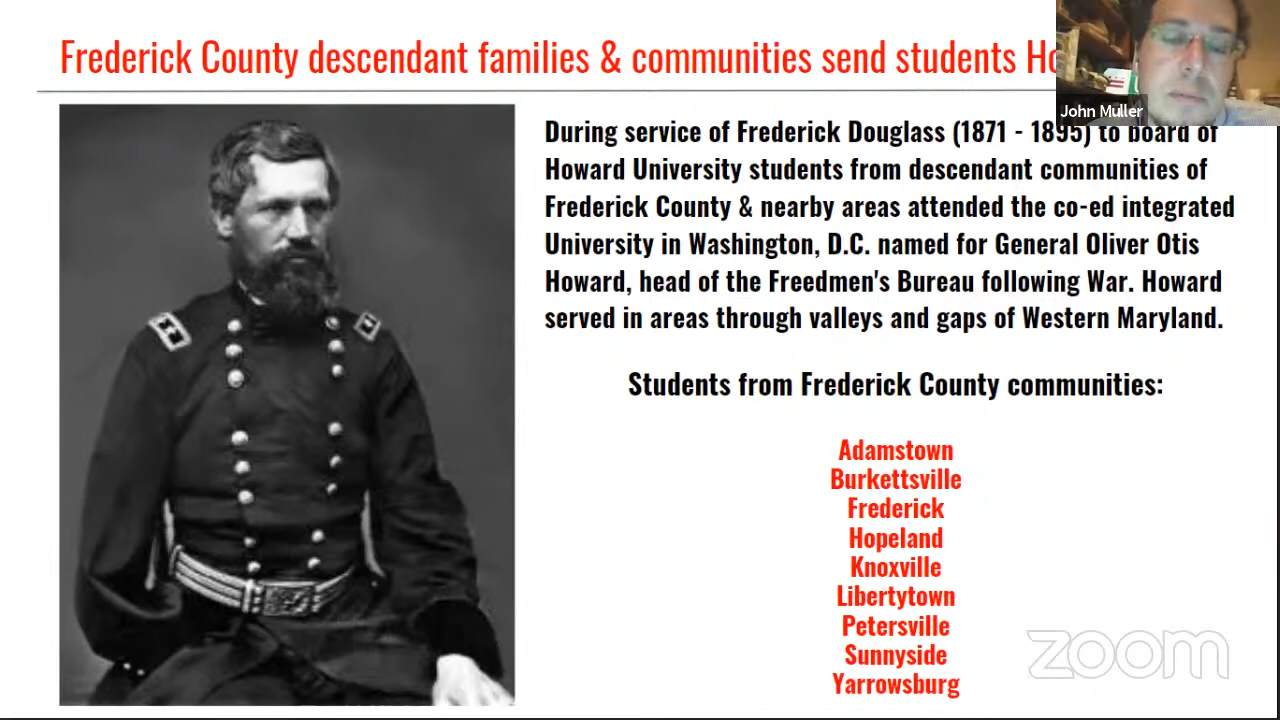 Frederick County descendant families & communities send students
John Muller
During service of Frederick Douglass (1871 - 1895) to board of
Howard University students from descendant communities of
Frederick County & nearby areas attended the co-ed integrated
University in Washington, D.C. named for General Oliver Otis
Howard, head of the Freedmen's Bureau following War. Howard
served in areas through valleys and gaps of Western Maryland.
Students from Frederick County communities:
Adamstown
Burkettsville
Frederick
Hopeland
Knoxville
Libertytown
Petersville
Sunnyside
Yarrowsburg
zoom